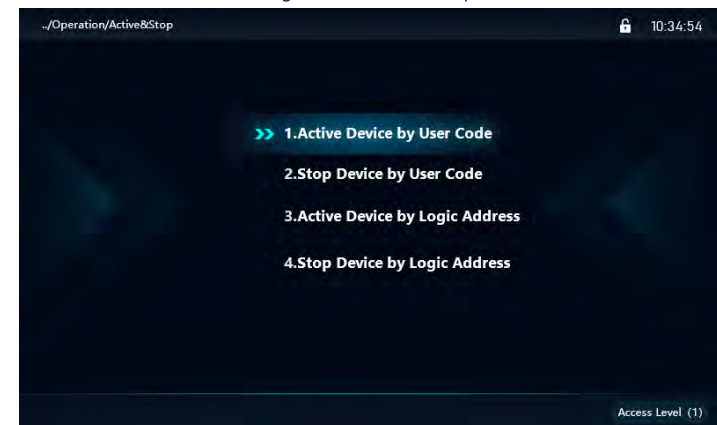 ../Operation/Active&Stop
10:34:54
1.Active Device by User Code
2.Stop Device by User Code
3.Active Device by Logic Address
4.Stop Device by Logic Address
Access Level (1)